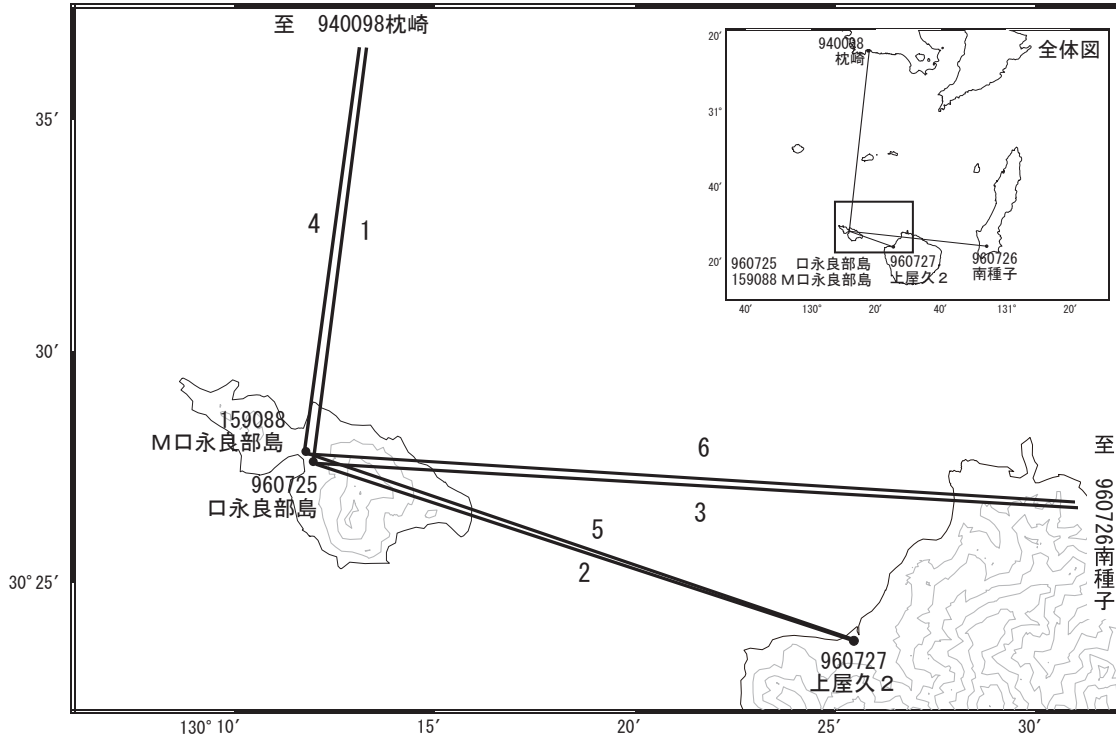 至 940098枕崎
全体図
20′
31°
40′
20′
940098
枕崎
960725 口永良部島
159088 M口永良部島
960727
上屋久2
960726
南種子
40′ 130° 20′ 40′ 131° 20′
35′
30′
30° 25′
4
1
159088
M口永良部島
960725
口永良部島
6
3
5
2
至 960726南種子
960727
上屋久2
130° 10′ 15′ 20′ 25′ 30′